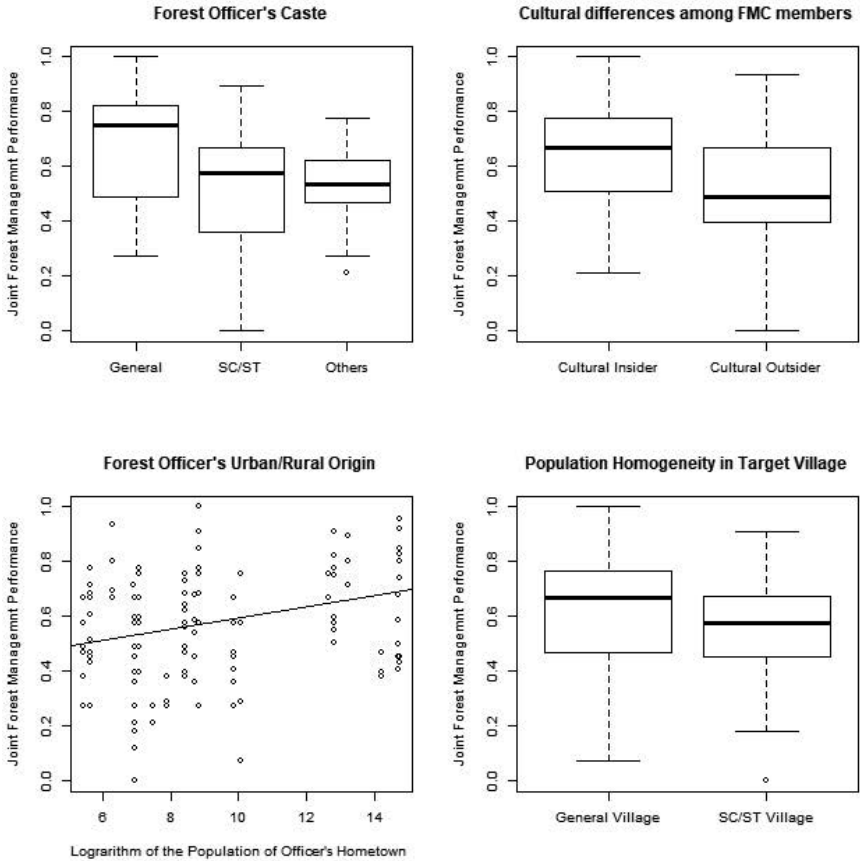 Forest Officer's Caste
Joint Forest Managemnt Performance
1.0
0.8
0.6
0.4
0.2
0.0
General SC/ST Others
Cultural differences among FMC members
Joint Forest Managemnt Performance
1.0
0.8
0.6
0.4
0.2
0.0
Cultural Insider Cultural Outsider
Forest Officer's Urban/Rural Origin
Joint Forest Managemnt Performance
1.0
0.8
0.6
0.4
0.2
0.0
6 8 10 12 14
Lograrithm of the Population of Officer's Hometown
Population Homogeneity in Target Village
Joint Forest Managemnt Performance
1.0
0.8
0.6
0.4
0.2
0.0
General Village SC/ST Village